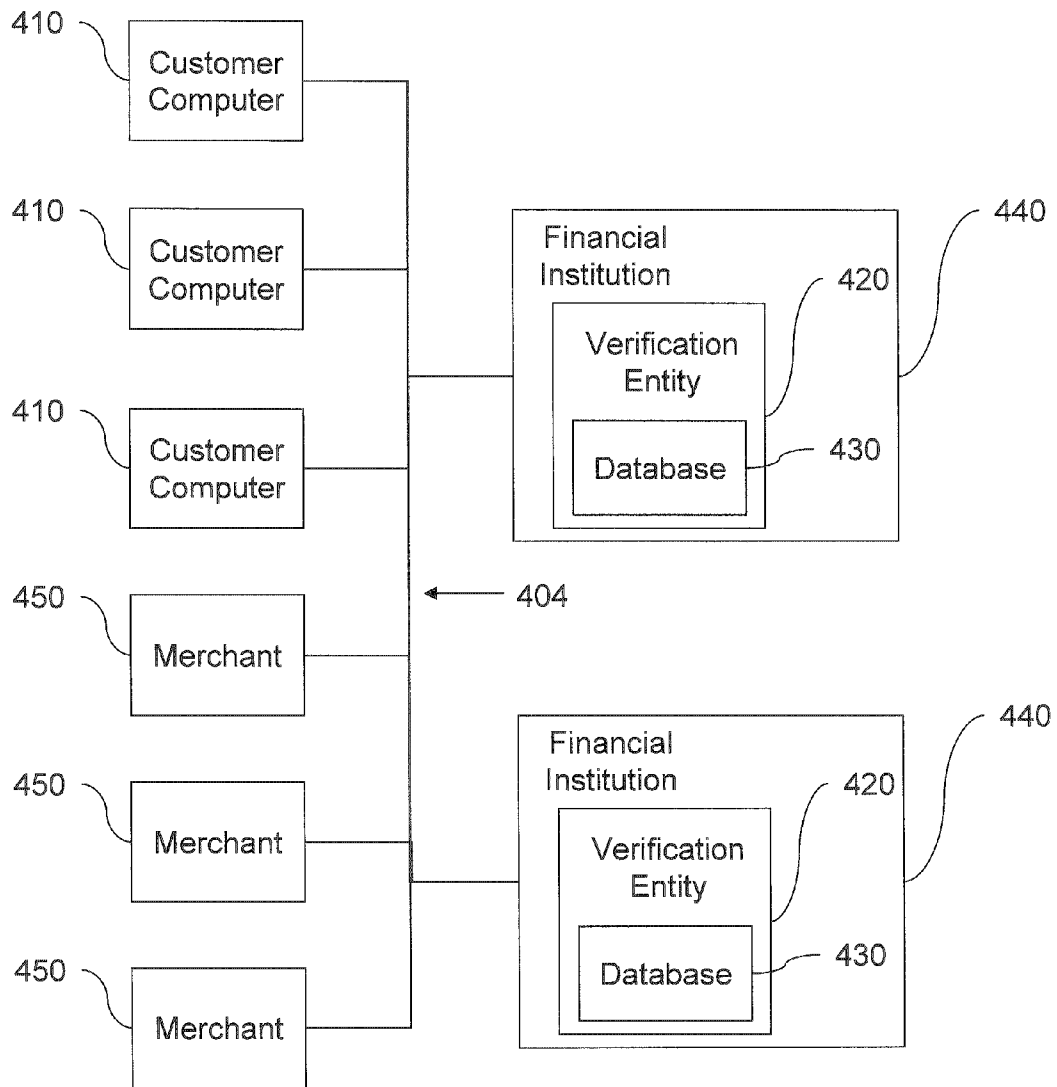 410
Customer
Computer
410
Customer
Computer
Financial
Institution
440
420
Verification
Entity
410
Customer
Computer
Database
430
450
Merchant
404
Financial
Institution
440
450
Merchant
420
Verification
Entity
450
Merchant
Database
430